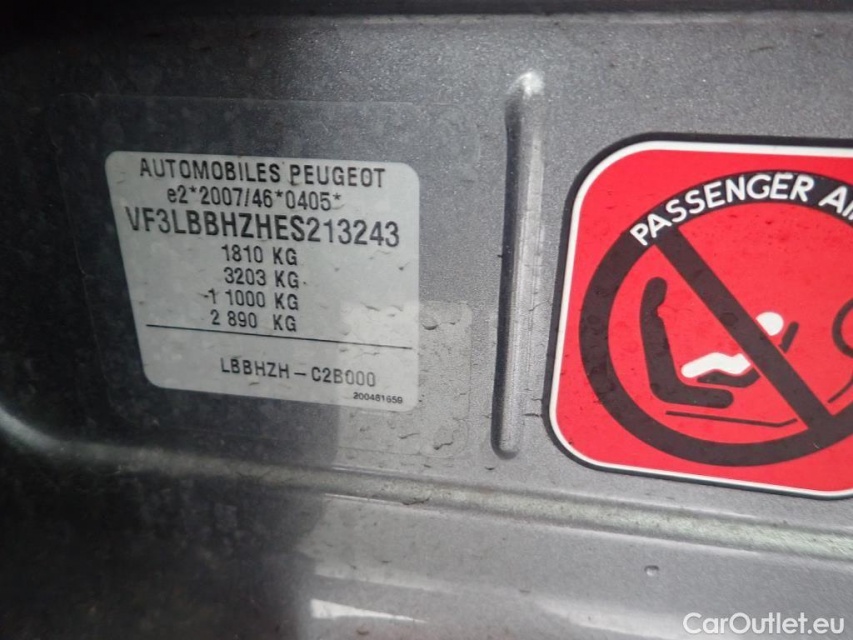 AUTOMOBILES PEUGEOT
e2*2007/46*0405*
VF3LBBHZHES213243
1810 KG
3203 KG
1 1000 KG
2 890 KG
LBBHZH-C2B000
200481659
PASSENGER AI
CarOutlet.eu